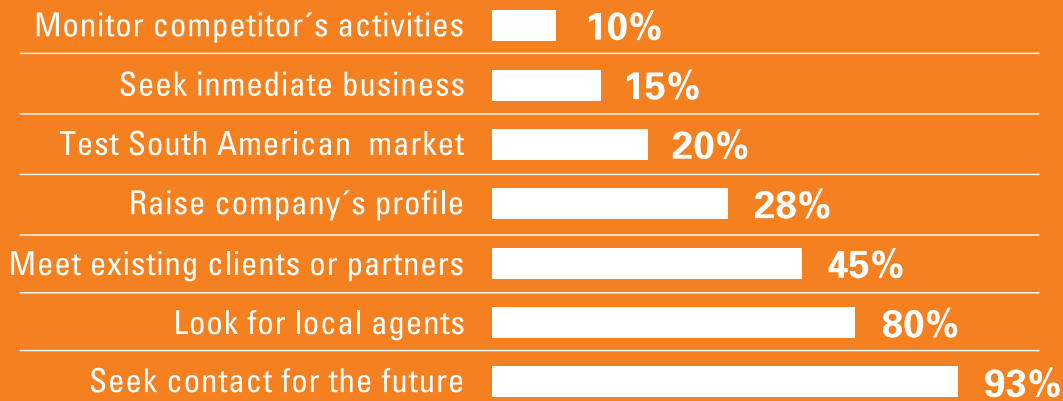 Monitor competitor´s activities 10%
Seek inmediate business 15%
Test South American market 20%
Raise company´s profile 28%
Meet existing clients or partners 45%
Look for local agents 80%
Seek contact for the future 93%